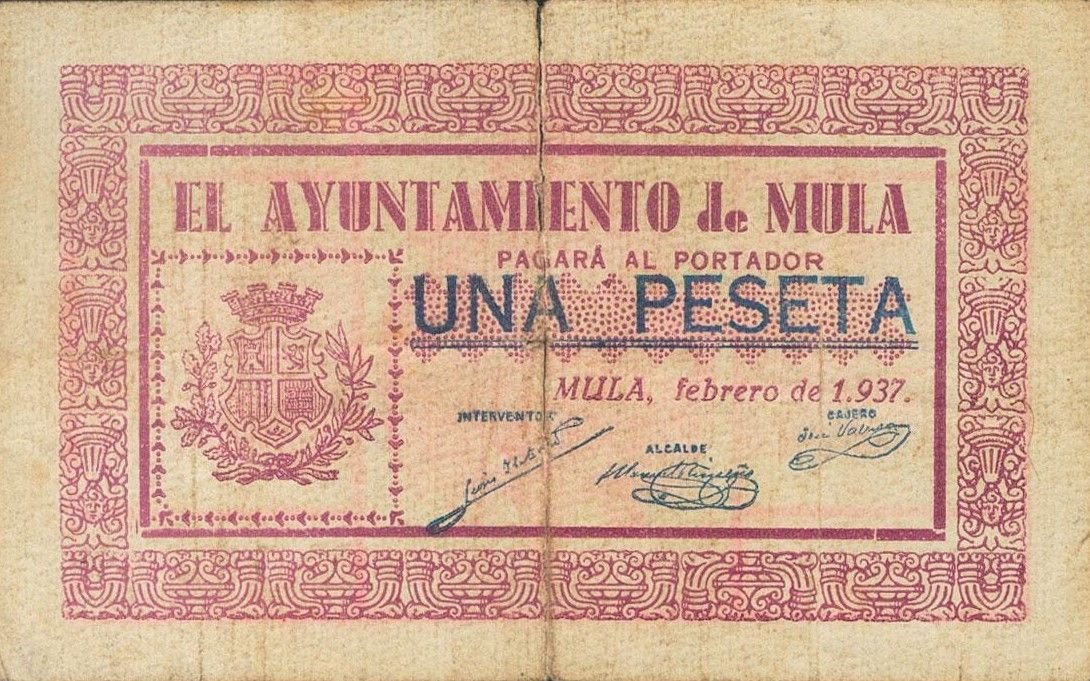 EL AYUNTAMIENTO de MULA
PAGARÁ AL PORTADOR
UNA PESETA
MULA, febrero de 1.937.
INTERVENTOR
ALCALDE
CAJERO